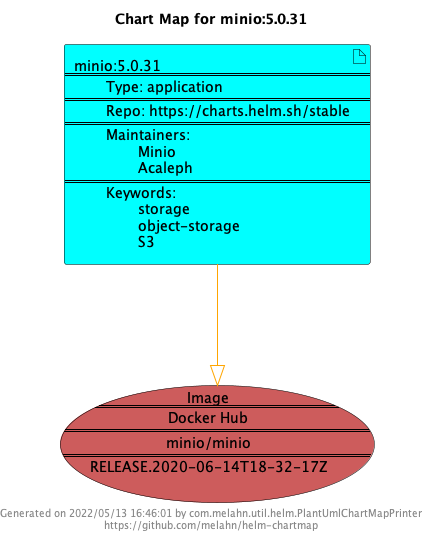 Chart Map for minio:5.0.31
minio:5.0.31
Type: application
Repo: https://charts.helm.sh/stable
Maintainers:
Minio
Acaleph
Keywords:
storage
object-storage
S3
Image
Docker Hub
minio/minio
RELEASE.2020-06-14T18-32-17Z
Generated on 2022/05/13 16:46:01 by com.melahn.util.helm.PlantUmlChartMapPrinter
https://github.com/melahn/helm-chartmap